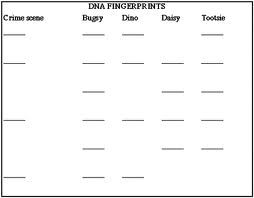 DNA FINGERPRINTS
Crime scene Bugsy Dino Daisy Tootsie